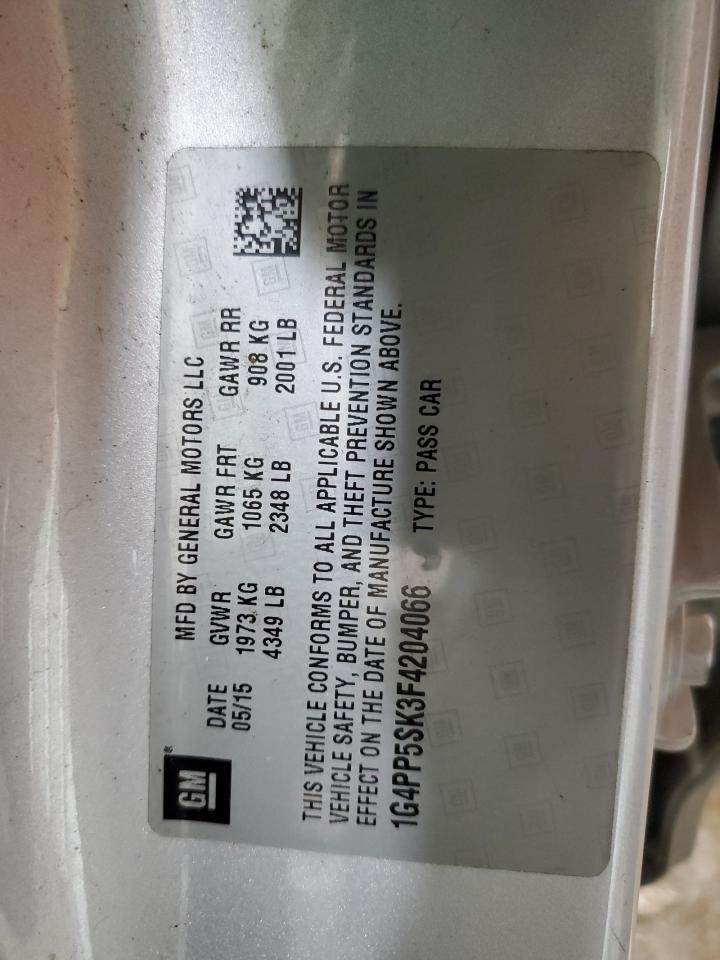 GM®
MFD BY GENERAL MOTORS LLC
DATE GVWR GAWR FRT GAWR RR
05/15 1973 KG 1065 KG 908 KG
4349 LB 2348 LB 2001 LB
THIS VEHICLE CONFORMS TO ALL APPLICABLE U.S. FEDERAL MOTOR
VEHICLE SAFETY, BUMPER, AND THEFT PREVENTION STANDARDS IN
EFFECT ON THE DATE OF MANUFACTURE SHOWN ABOVE.
1G4PP5SK3F4204066 TYPE: PASS CAR